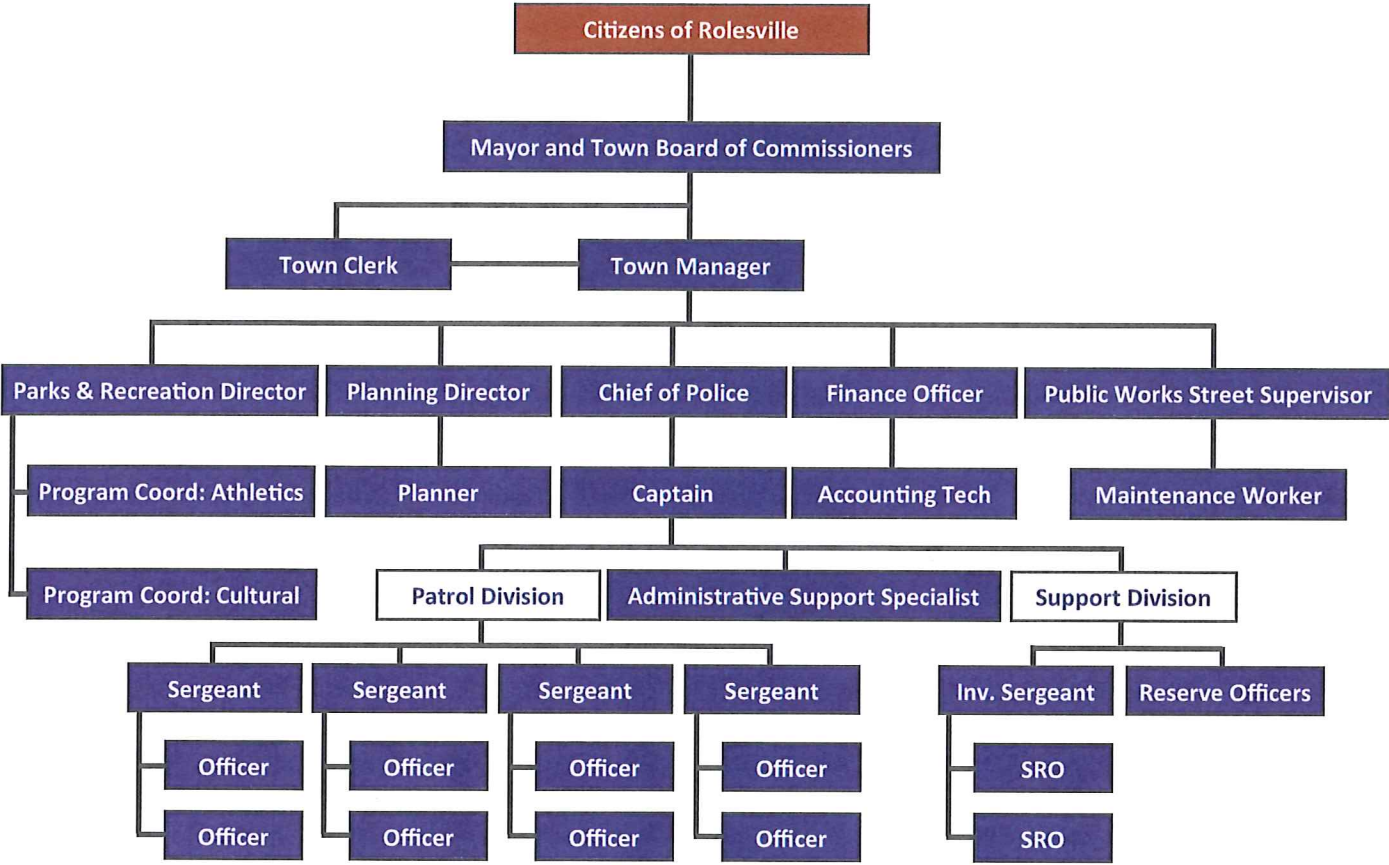 Citizens of Rolesville
Mayor and Town Board of Commissioners
Town Clerk
Town Manager
Parks & Recreation Director
Planning Director
Chief of Police
Finance Officer
Public Works Street Supervisor
Program Coord: Athletics
Planner
Captain
Accounting Tech
Maintenance Worker
Program Coord: Cultural
Patrol Division
Administrative Support Specialist
Support Division
Sergeant
Sergeant
Sergeant
Sergeant
Inv. Sergeant
Reserve Officers
Officer
Officer
Officer
Officer
SRO
Officer
Officer
Officer
Officer
SRO